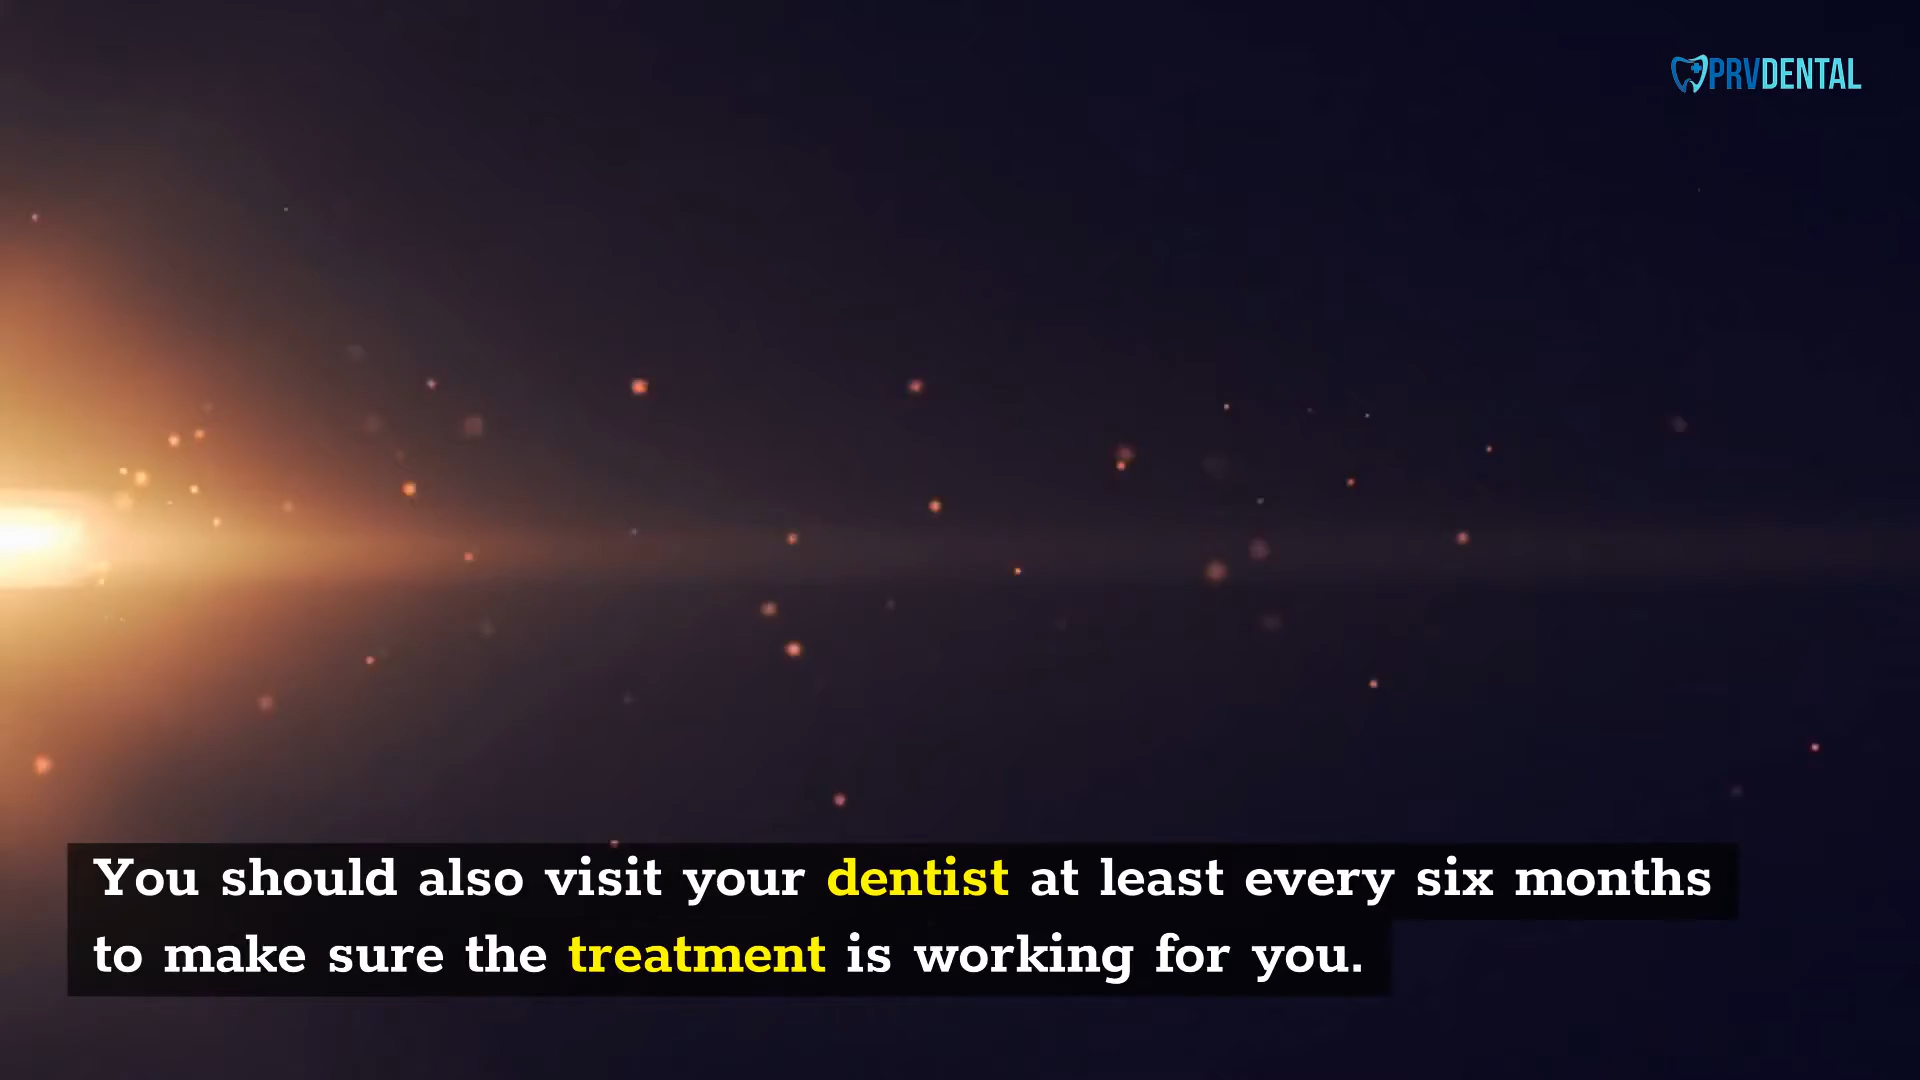 PRVDENTAL
You should also visit your dentist at least every six months
to make sure the treatment is working for you.